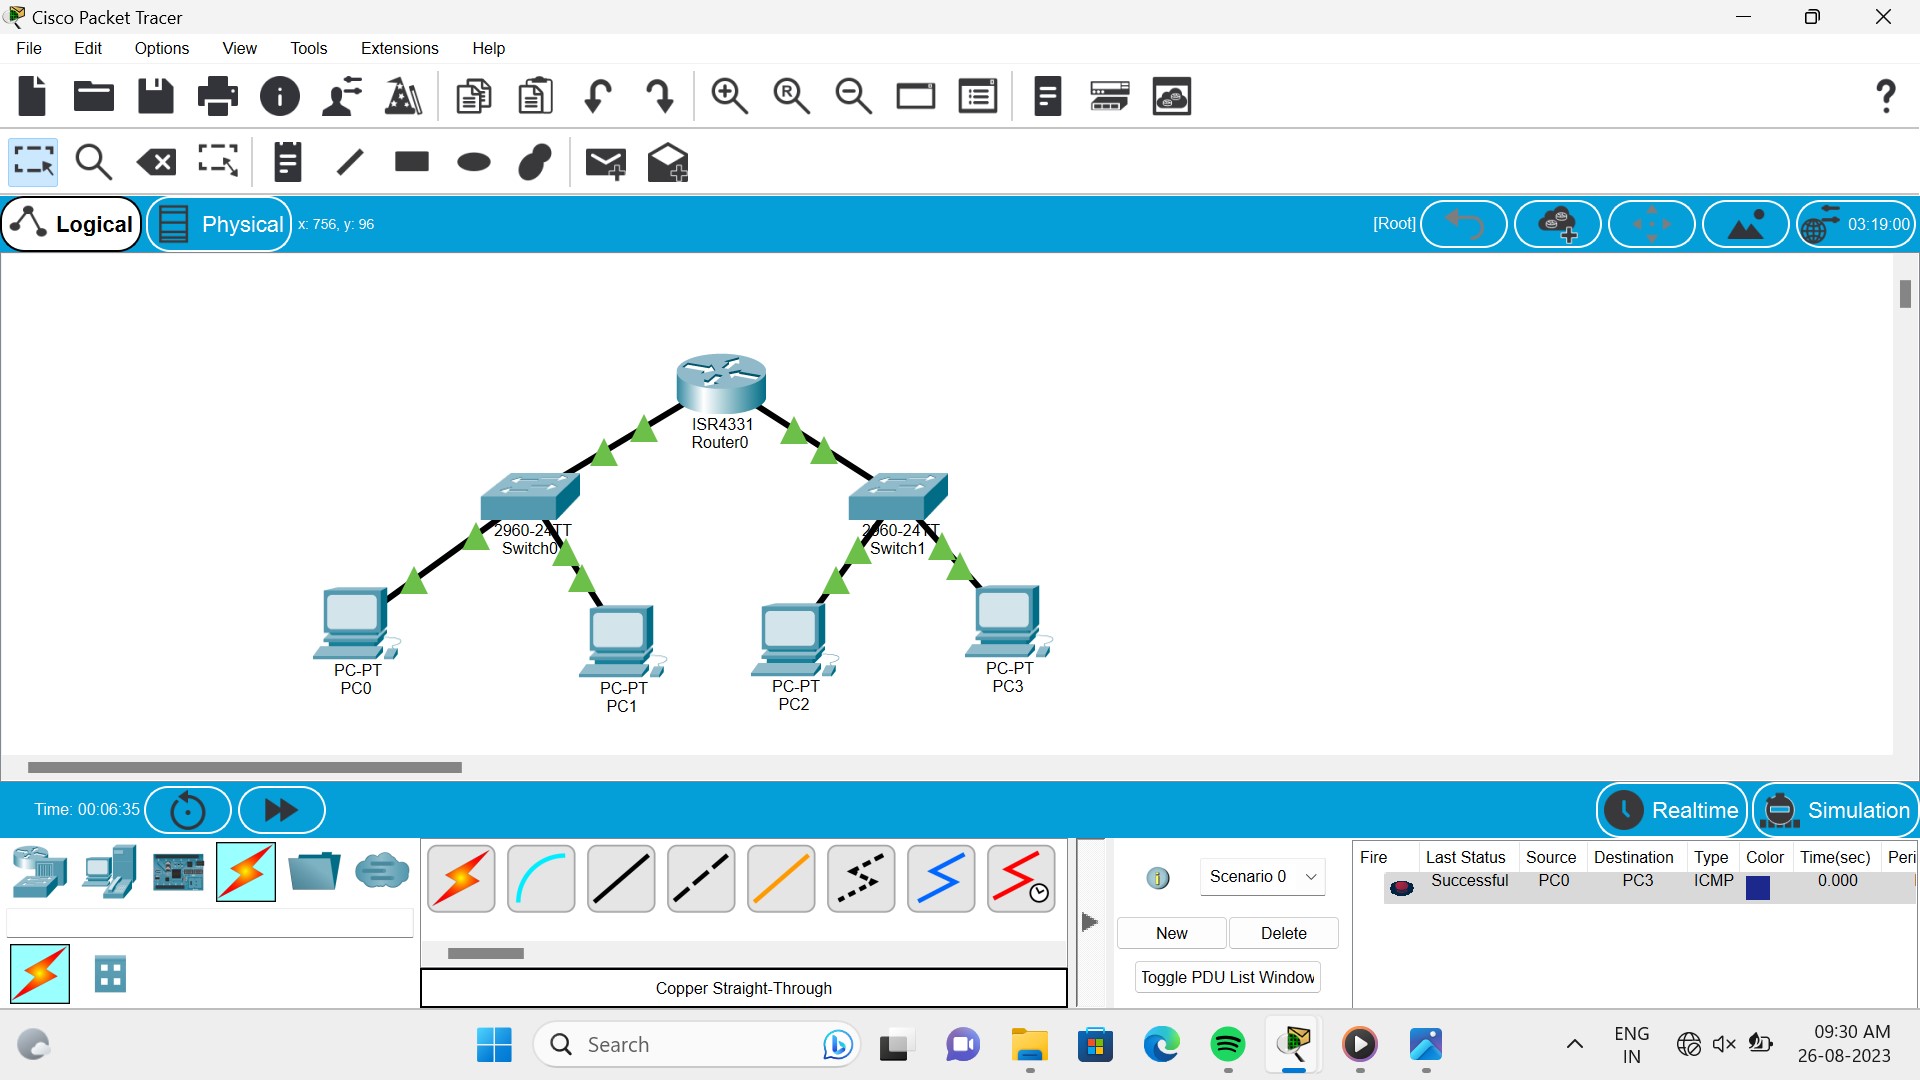 Cisco Packet Tracer
File Edit Options View Tools Extensions Help
R
?
Logical Physical x: 756, y: 96 [Root] 03:19:00
ISR4331
Router0
2960-24TT
Switch0
2960-24TT
Switch1
PC-PT
PC0
PC-PT
PC1
PC-PT
PC2
PC-PT
PC3
Time: 00:06:35 Realtime Simulation
Scenario 0
New Delete
Toggle PDU List Window
Fire Last Status Source Destination Type Color Time(sec) Peri
Successful PC0 PC3 ICMP 0.000
Copper Straight-Through
Search
ENG
IN
09:30 AM
26-08-2023